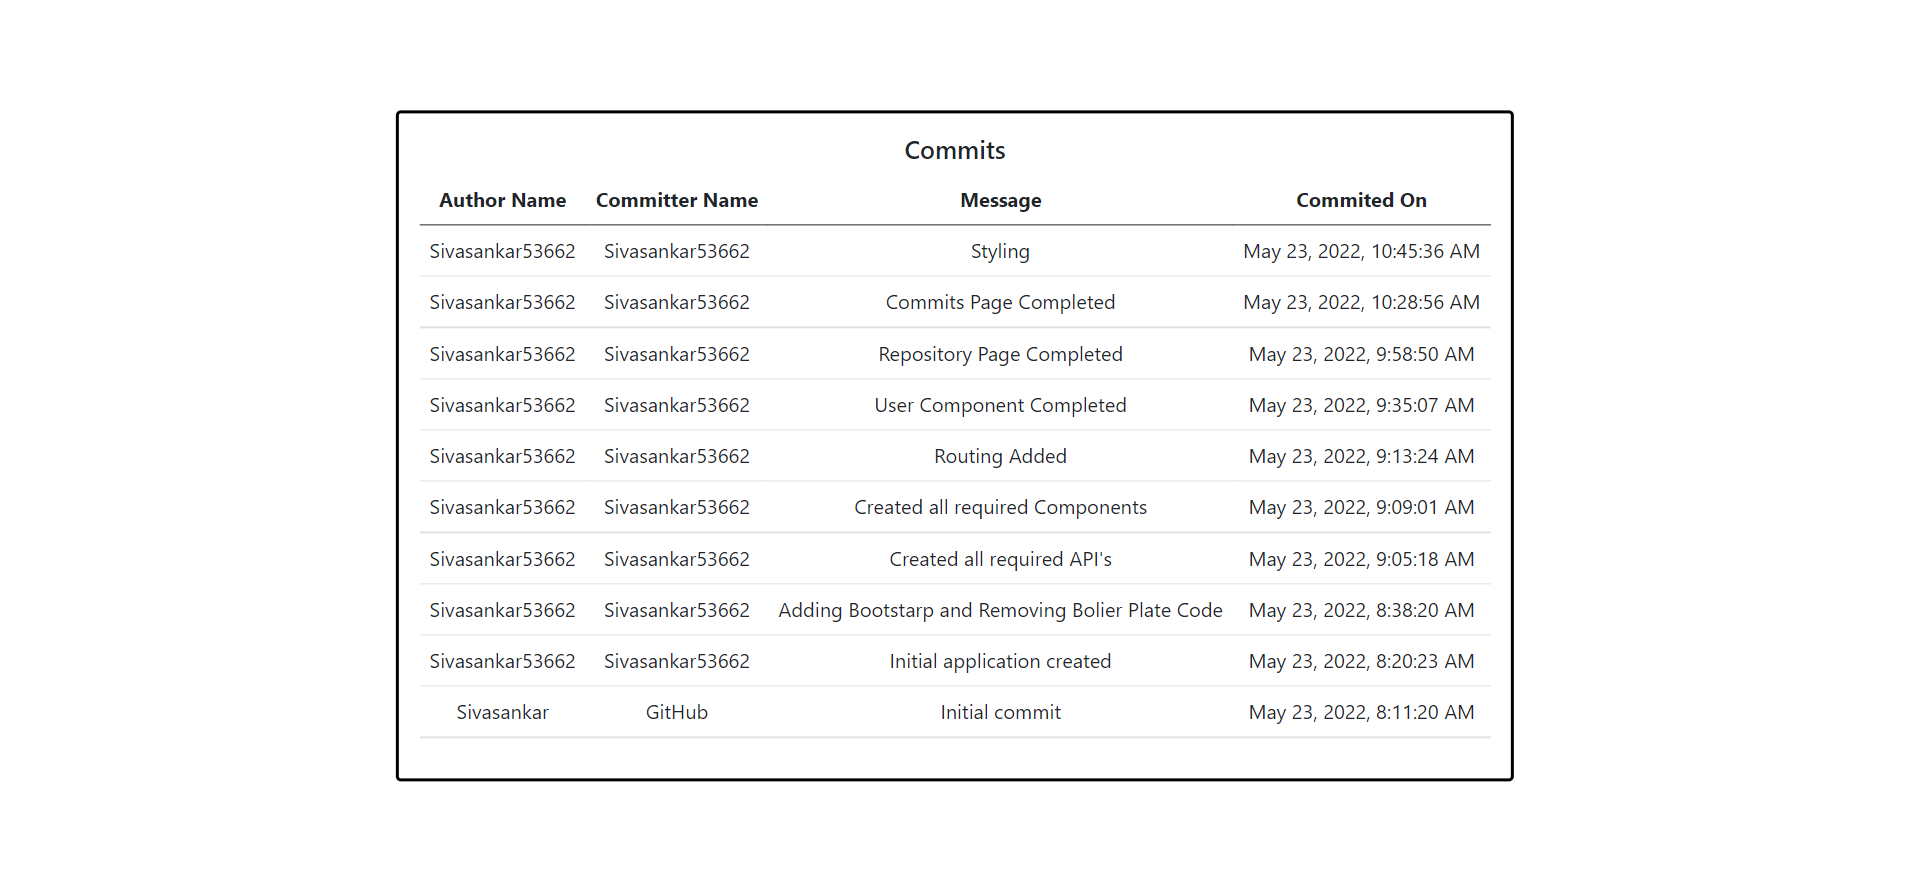 Commits
Author Name Committer Name Message Commited On
Sivasankar53662 Sivasankar53662 Styling May 23, 2022, 10:45:36 AM
Sivasankar53662 Sivasankar53662 Commits Page Completed May 23, 2022, 10:28:56 AM
Sivasankar53662 Sivasankar53662 Repository Page Completed May 23, 2022, 9:58:50 AM
Sivasankar53662 Sivasankar53662 User Component Completed May 23, 2022, 9:35:07 AM
Sivasankar53662 Sivasankar53662 Routing Added May 23, 2022, 9:13:24 AM
Sivasankar53662 Sivasankar53662 Created all required Components May 23, 2022, 9:09:01 AM
Sivasankar53662 Sivasankar53662 Created all required API's May 23, 2022, 9:05:18 AM
Sivasankar53662 Sivasankar53662 Adding Bootstarp and Removing Bolier Plate Code May 23, 2022, 8:38:20 AM
Sivasankar53662 Sivasankar53662 Initial application created May 23, 2022, 8:20:23 AM
Sivasankar GitHub Initial commit May 23, 2022, 8:11:20 AM